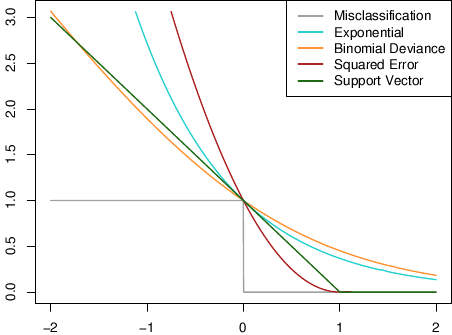 Misclassification
Exponential
Binomial Deviance
Squared Error
Support Vector
3.0
2.5
2.0
1.5
1.0
0.5
0.0
−2 −1 0 1 2